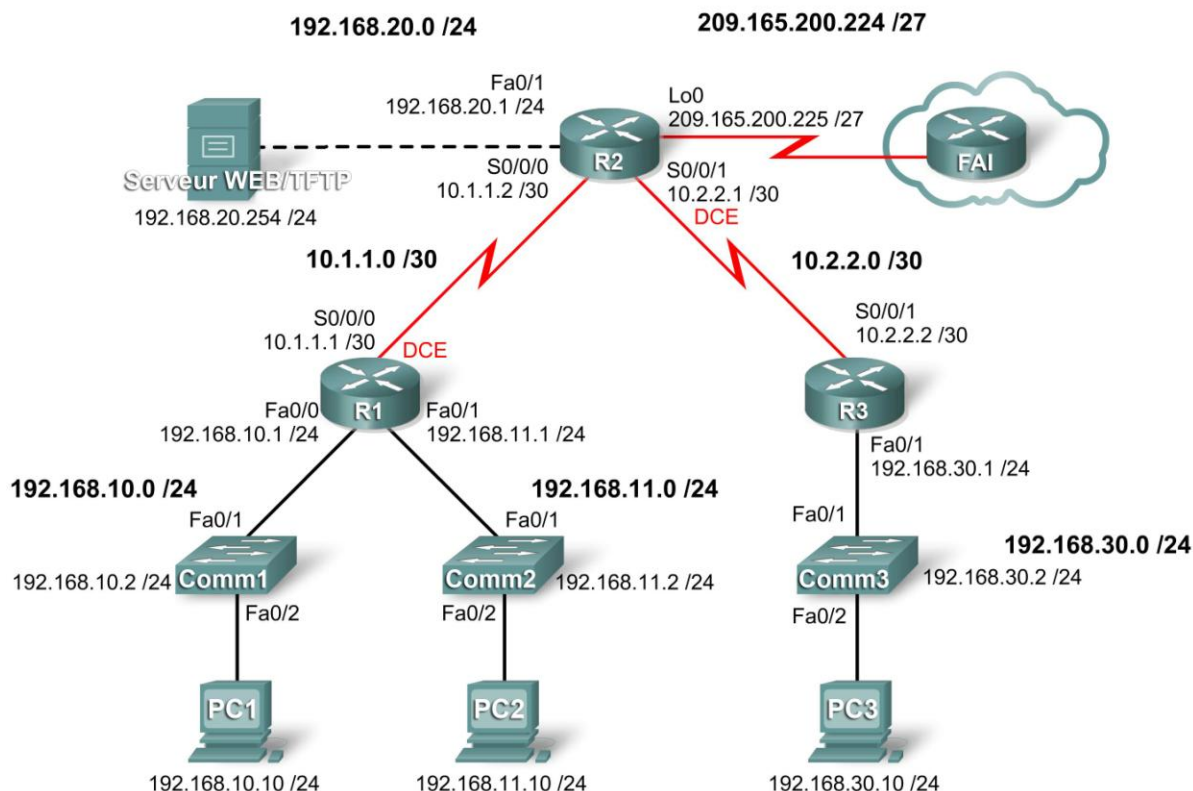 192.168.20.0 /24
209.165.200.224 /27
Fa0/1
192.168.20.1 /24
Lo0
209.165.200.225 /27
R2
FAI
Serveur WEB/TFTP
192.168.20.254 /24
S0/0/0
10.1.1.2 /30
S0/0/1
10.2.2.1 /30
DCE
10.1.1.0 /30
10.2.2.0 /30
S0/0/0
10.1.1.1 /30
DCE
S0/0/1
10.2.2.2 /30
R1
R3
Fa0/0
192.168.10.1 /24
Fa0/1
192.168.11.1 /24
Fa0/1
192.168.30.1 /24
192.168.10.0 /24
192.168.11.0 /24
192.168.30.0 /24
Fa0/1
Fa0/1
Fa0/1
Comm1
192.168.10.2 /24
Comm2
192.168.11.2 /24
Comm3
192.168.30.2 /24
Fa0/2
Fa0/2
Fa0/2
PC1
PC2
PC3
192.168.10.10 /24
192.168.11.10 /24
192.168.30.10 /24